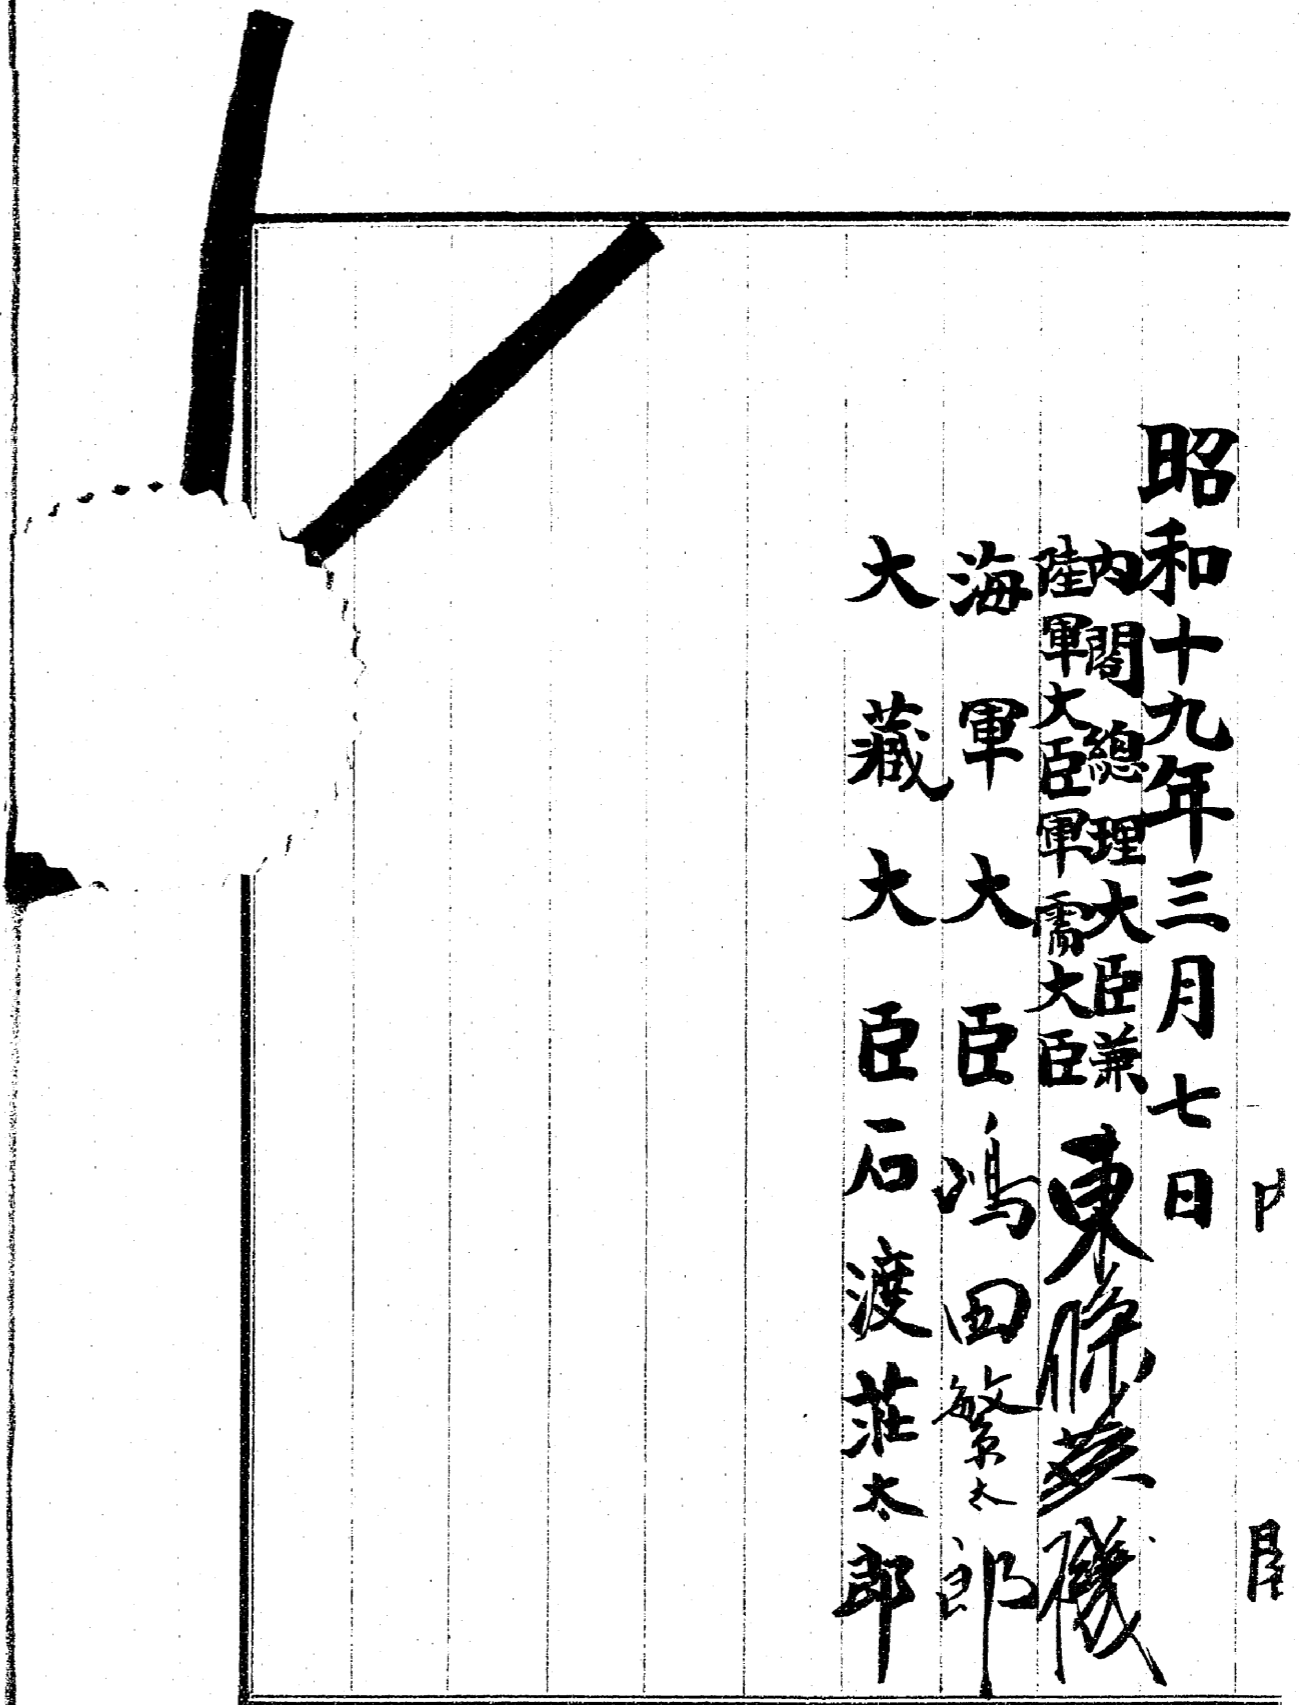 昭和十九年三月七日
內閣總理大臣兼
陸軍大臣軍需大臣 東條英機
海軍大臣 嶋田繁太郎
大藏大臣 石渡莊太郎